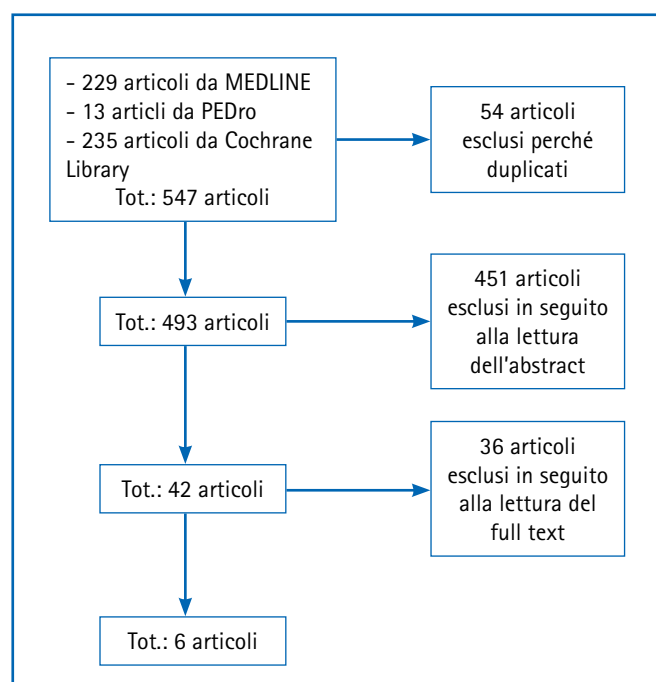 - 229 articoli da MEDLINE
- 13 articli da PEDro
- 235 articoli da Cochrane
Library
Tot.: 547 articoli
54 articoli
esclusi perché
duplicati
Tot.: 493 articoli
451 articoli
esclusi in seguito
alla lettura
dell'abstract
Tot.: 42 articoli
36 articoli
esclusi in seguito
alla lettura del
full text
Tot.: 6 articoli